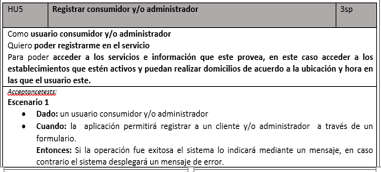 HU5 Registrar consumidor y/o administrador 3sp
Como usuario consumidor y/o administrador
Quiero poder registrarme en el servicio
Para poder acceder a los servicios e información que este provea, en este caso acceder a los
establecimientos que estén activos y puedan realizar domicilios de acuerdo a la ubicación y hora en
las que el usuario este.
Acceptancetests:
Escenario 1
• Dado: un usuario consumidor y/o administrador
• Cuando: la aplicación permitirá registrar a un cliente y/o administrador a través de un
formulario.
Entonces: Si la operación fue exitosa el sistema lo indicará mediante un mensaje, en caso
contrario el sistema desplegará un mensaje de error.